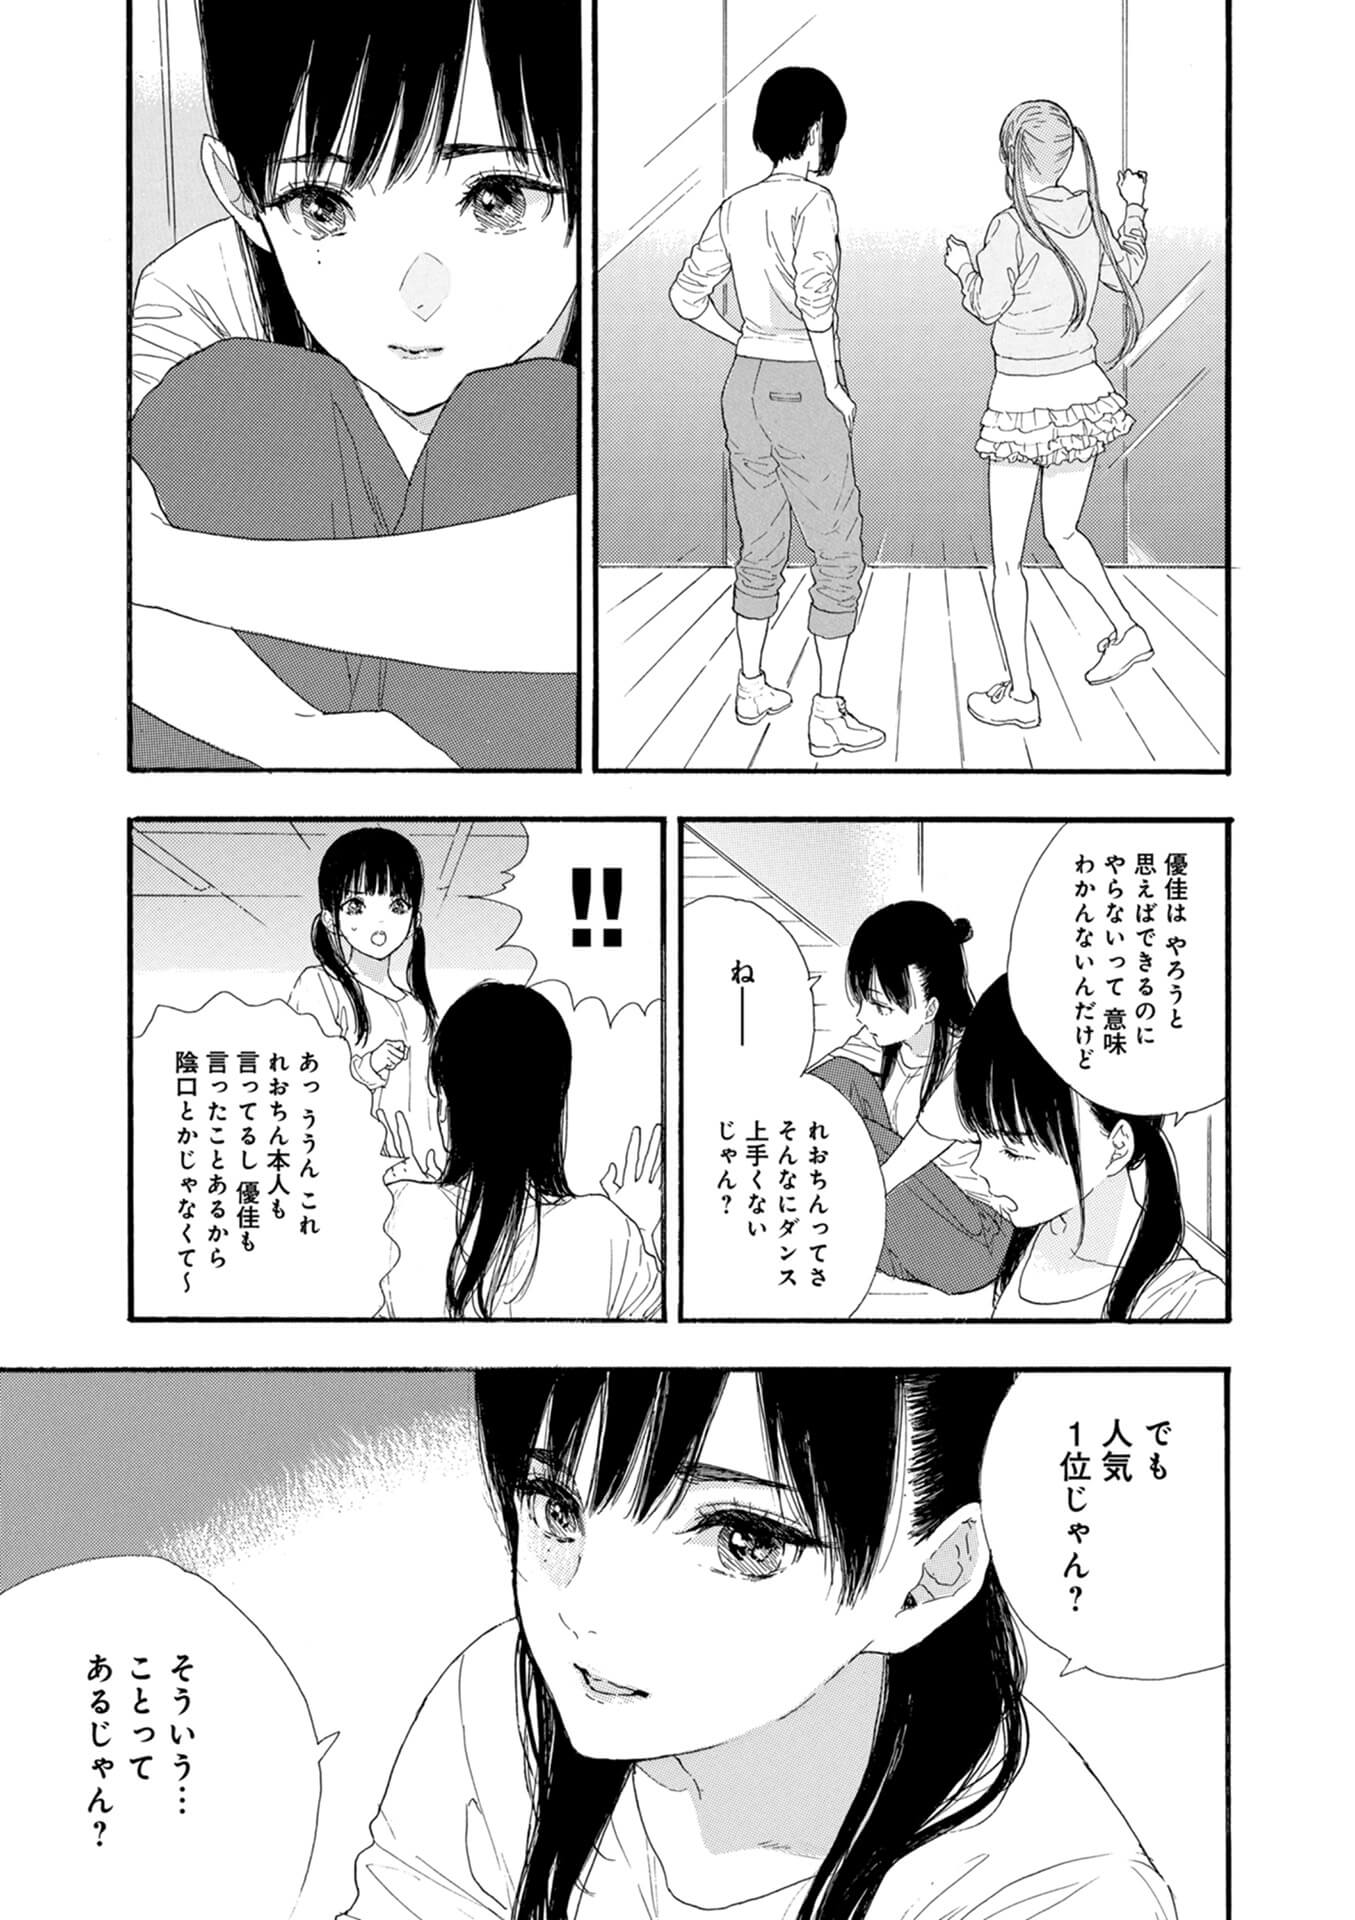 優佳は やろうと
思えばできるのに
やらないって 意味
わかんないんだけど
ねー
れおちんってさ
そんなにダンス
上手くない
じゃん?
!!
あっ ううん これ
れおちん本人も
言ってるし 優佳も
言ったことあるから
陰口とかじゃなくて〜
でも
人気
1位じゃん?
そういう…
ことって
あるじゃん?